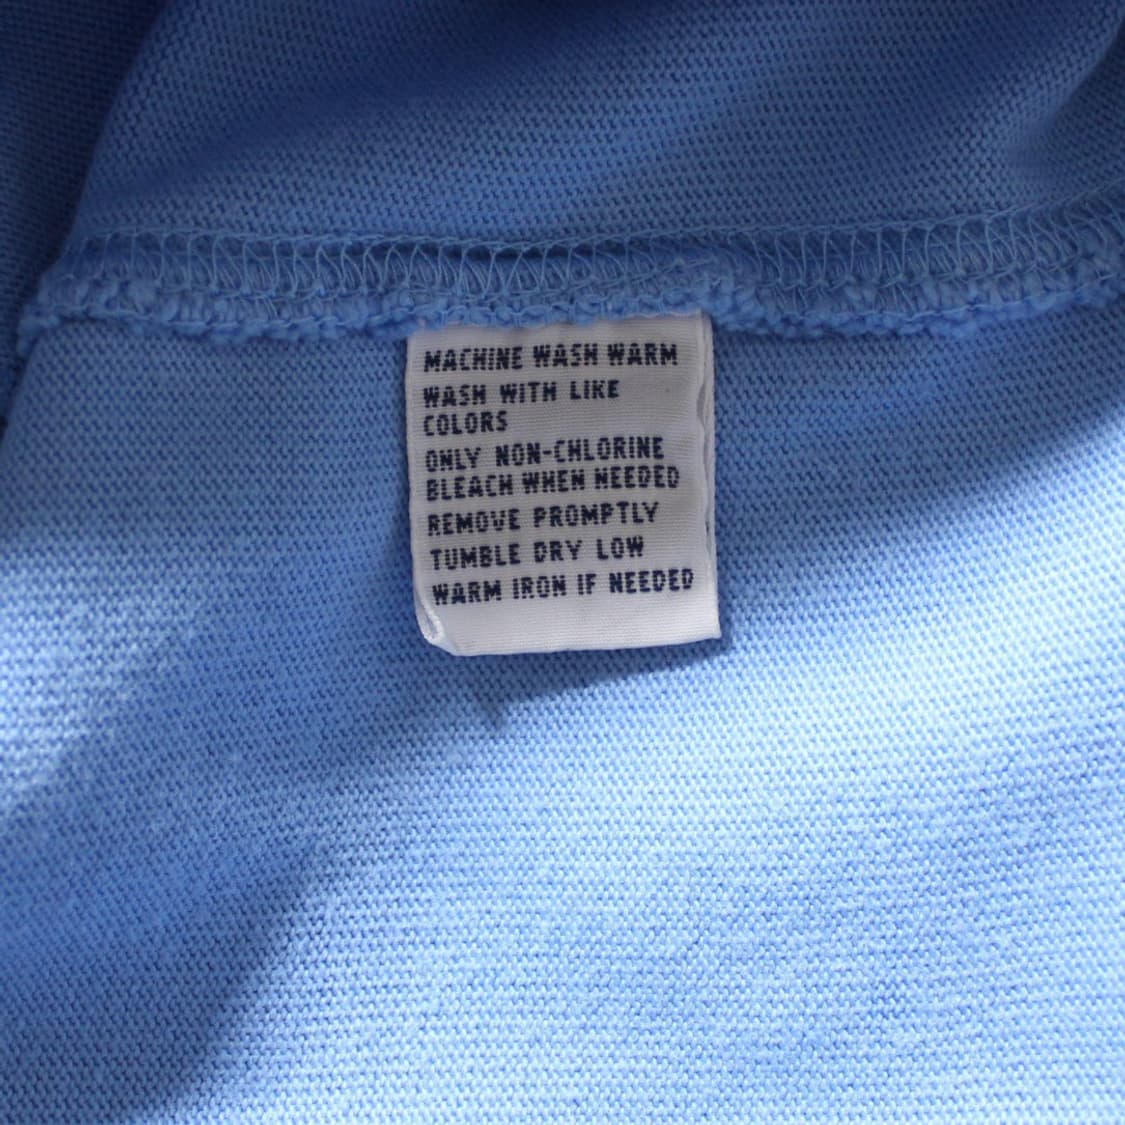 MACHINE WASH WARM
WASH WITH LIKE
COLORS
ONLY NON-CHLORINE
BLEACH WHEN NEEDED
REMOVE PROMPTLY
TUMBLE DRY LOW
WARM IRON IF NEEDED